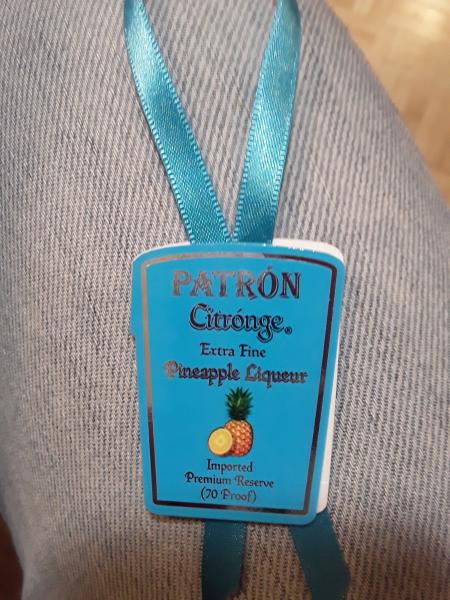 PATRÓN
Citrónge®
Extra Fine
Pineapple Liqueur
Imported
Premium Reserve
(70 Proof)